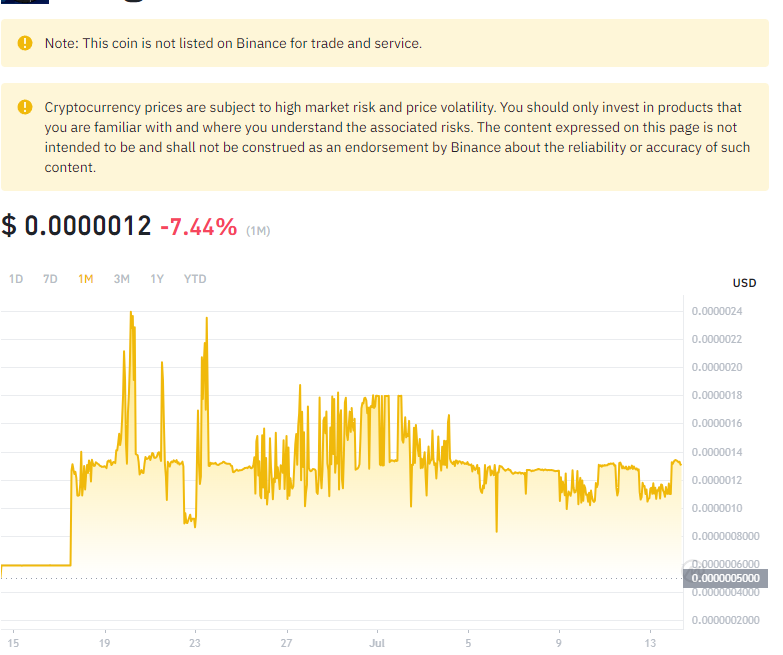 Note: This coin is not listed on Binance for trade and service.
Cryptocurrency prices are subject to high market risk and price volatility. You should only invest in products that
you are familiar with and where you understand the associated risks. The content expressed on this page is not
intended to be and shall not be construed as an endorsement by Binance about the reliability or accuracy of such
content.
$ 0.0000012 -7.44% (1M)
1D 7D 1M 3M 1Y YTD
USD
0.0000024
0.0000022
0.0000020
0.0000018
0.0000016
0.0000014
0.0000012
0.0000010
0.0000008000
0.0000006000
0.0000005000
0.0000004000
0.0000002000
15 19 23 27 Jul 5 9 13